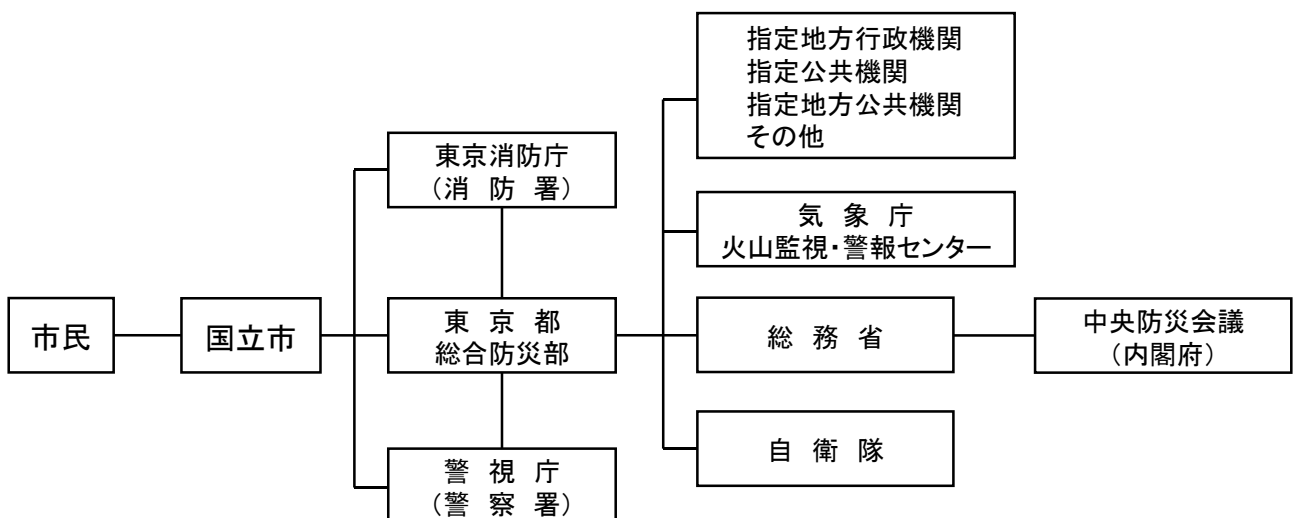 市民
国立市
東京消防庁
（消 防 署）
東 京 都
総合防災部
警 視 庁
（警 察 署）
指定地方行政機関
指定公共機関
指定地方公共機関
その他
気 象 庁
火山監視・警報センター
総 務 省
自 衛 隊
中央防災会議
（内閣府）